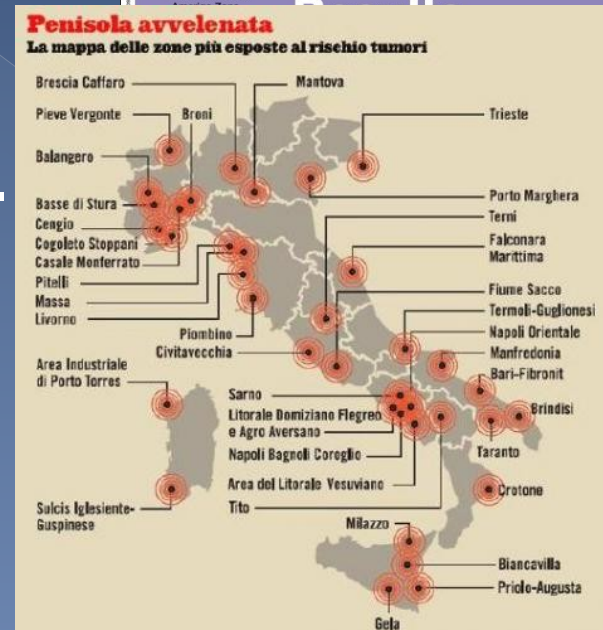 Penisola avvelenata
La mappa delle zone più esposte al rischio tumori
Brescia Caffaro
Mantova
Pieve Vergonte
Broni
Trieste
Balangero
Basse di Stura
Porto Marghera
Cengio
Terni
Cogoleto Stoppani
Falconara
Marittima
Casale Monferrato
Pitelli
Fiume Sacco
Massa
Termoli-Guglionesi
Livorno
Napoli Orientale
Piombino
Civitavecchia
Manfredonia
Area Industriale
di Porto Torres
Bari-Fibronit
Sarno
Litorale Domiziano Flegreo
e Agro Aversano
Brindisi
Napoli Bagnoli Coroglio
Taranto
Area del Litorale Vesuviano
Crotone
Sulcis Iglesiente-
Guspinese
Tito
Milazzo
Biancavilla
Priolo-Augusta
Gela